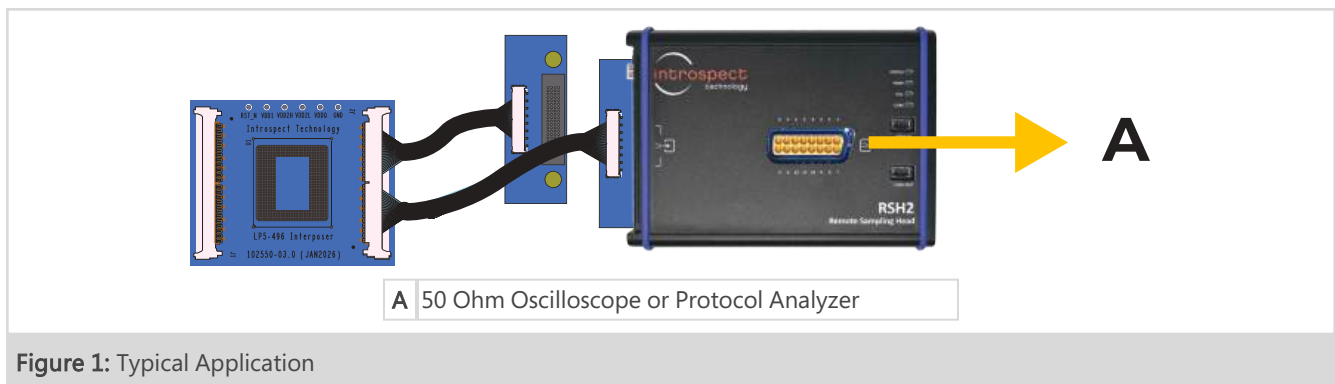 RST_N VDD1 VDD2H VDD2L VDDQ GND
Introspect Technology
LP5-496 Interposer
102550-03.0 (JAN2026)
introspect
technology
RSH2
Remote Sampling Head
A
A 50 Ohm Oscilloscope or Protocol Analyzer
Figure 1: Typical Application